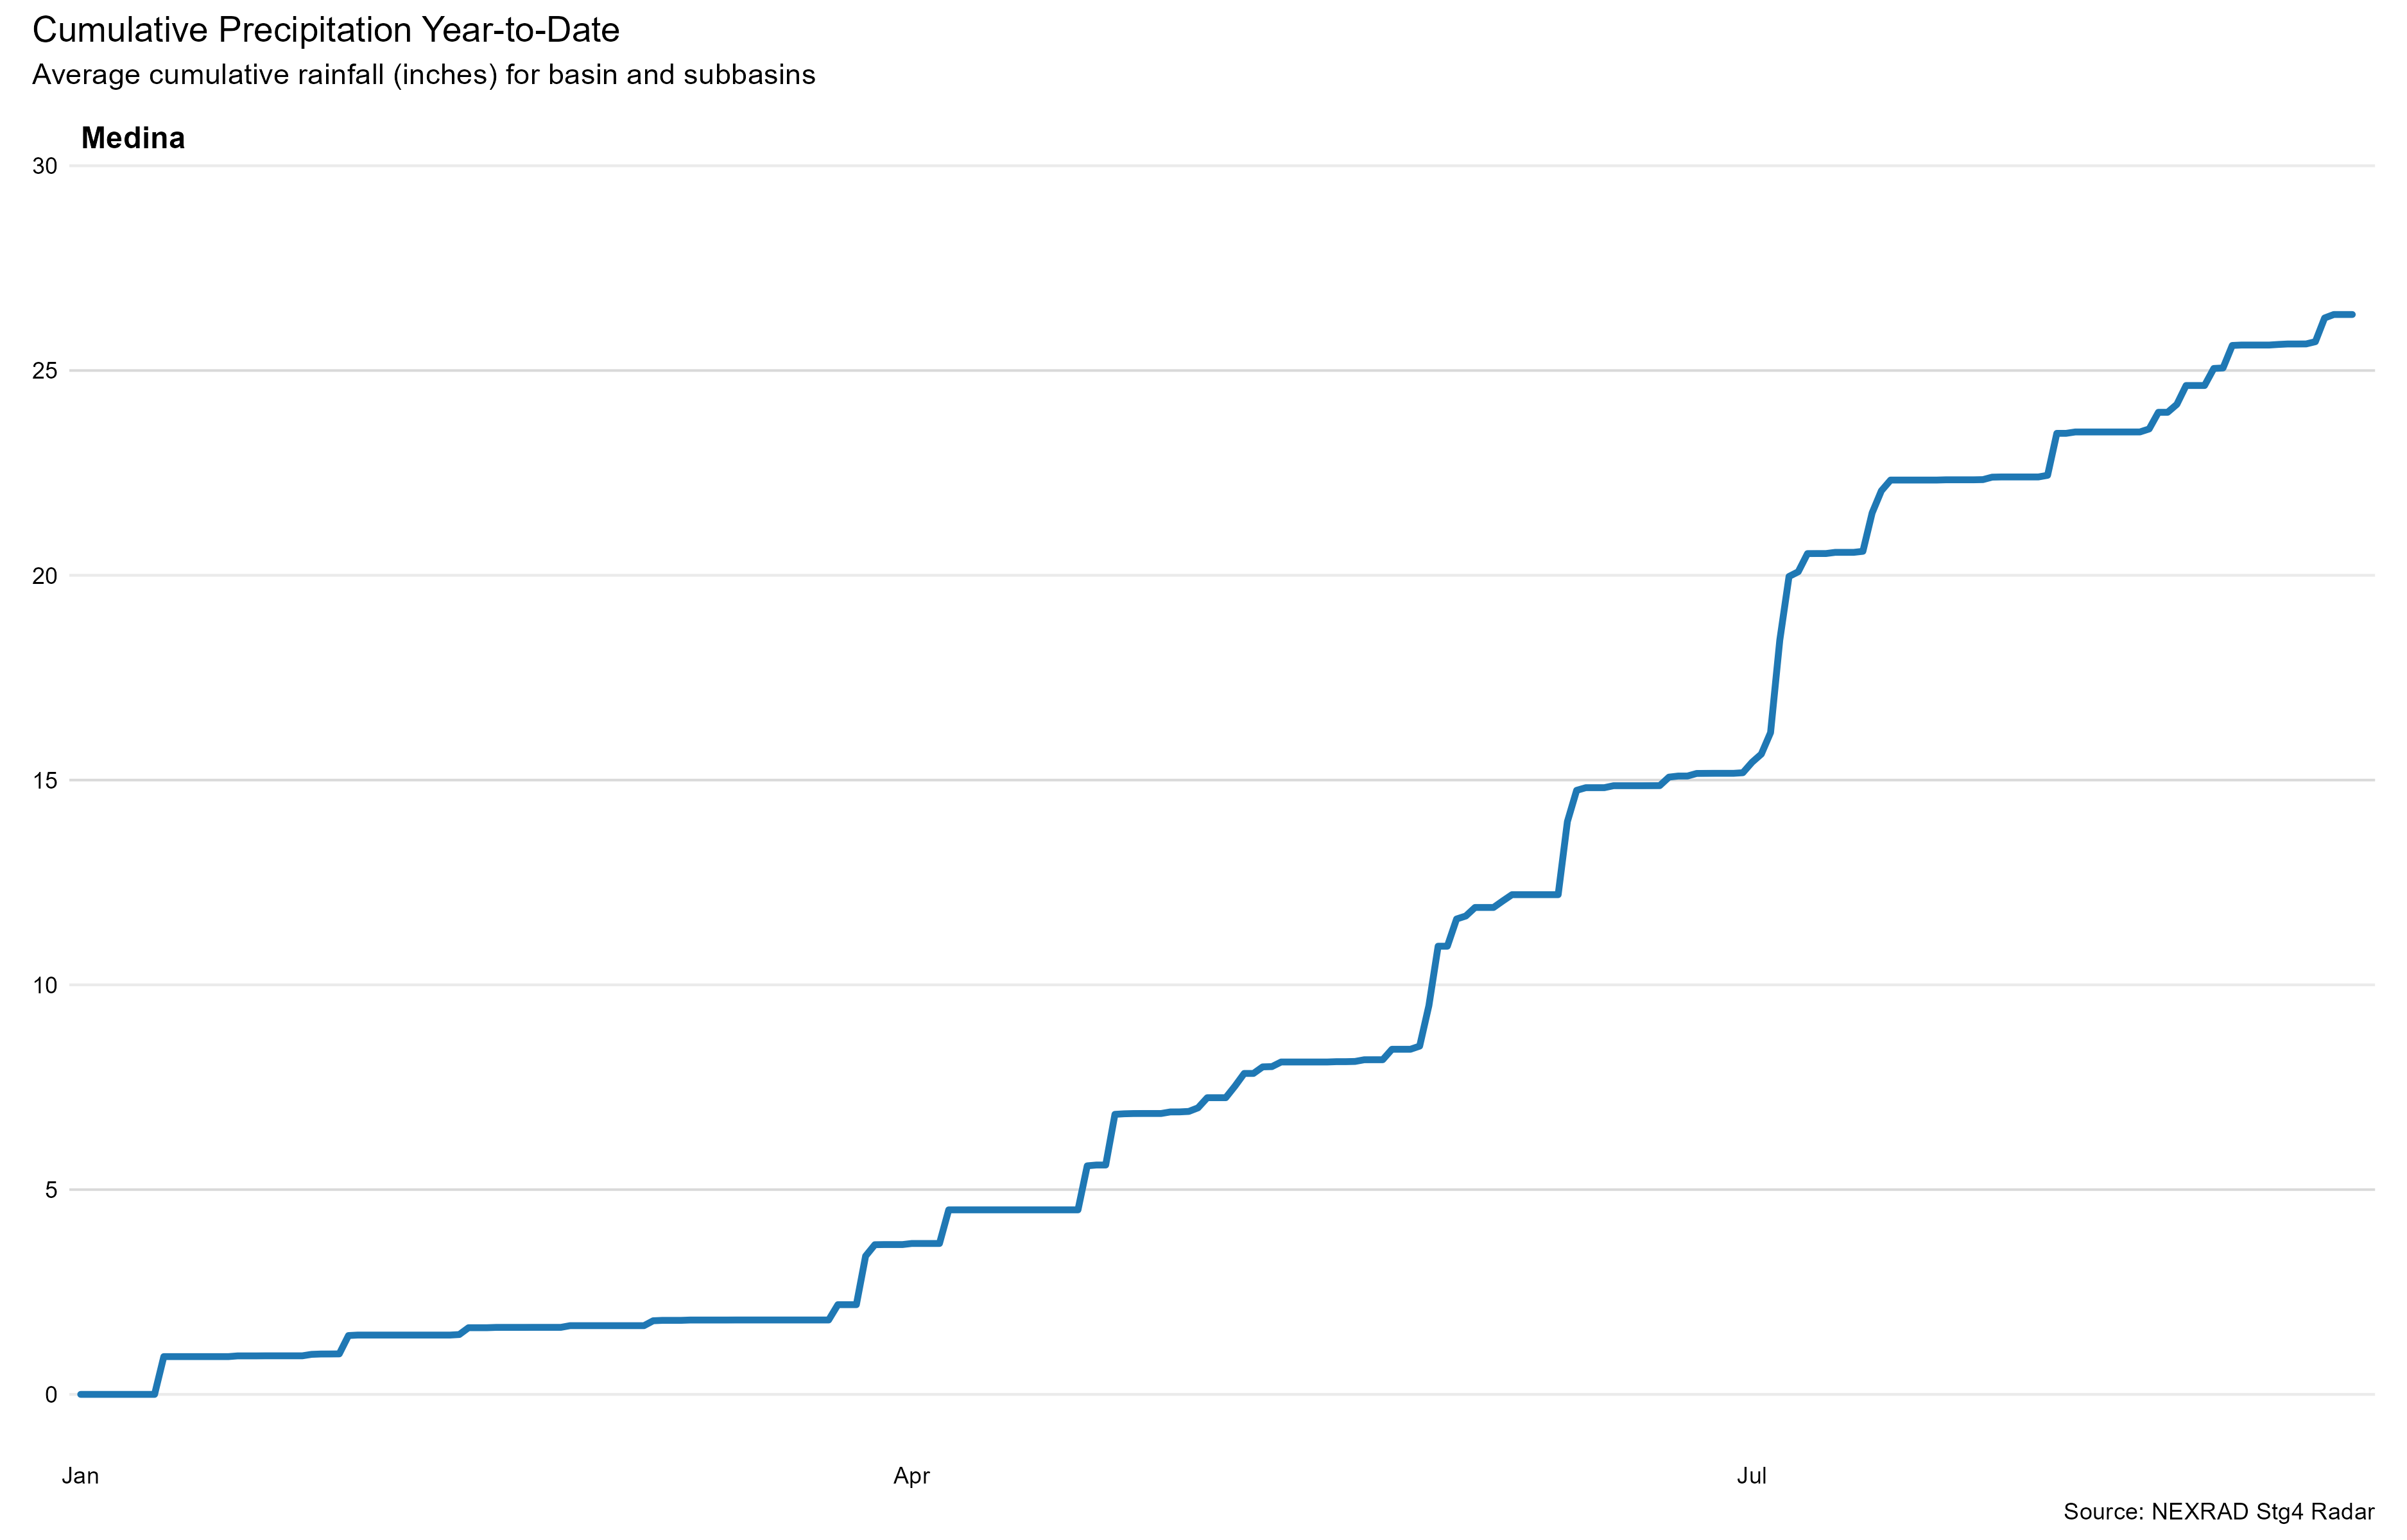 Cumulative Precipitation Year-to-Date
Average cumulative rainfall (inches) for basin and subbasins
Medina
30
25
20
15
10
5
0
Jan Apr Jul
Source: NEXRAD Stg4 Radar